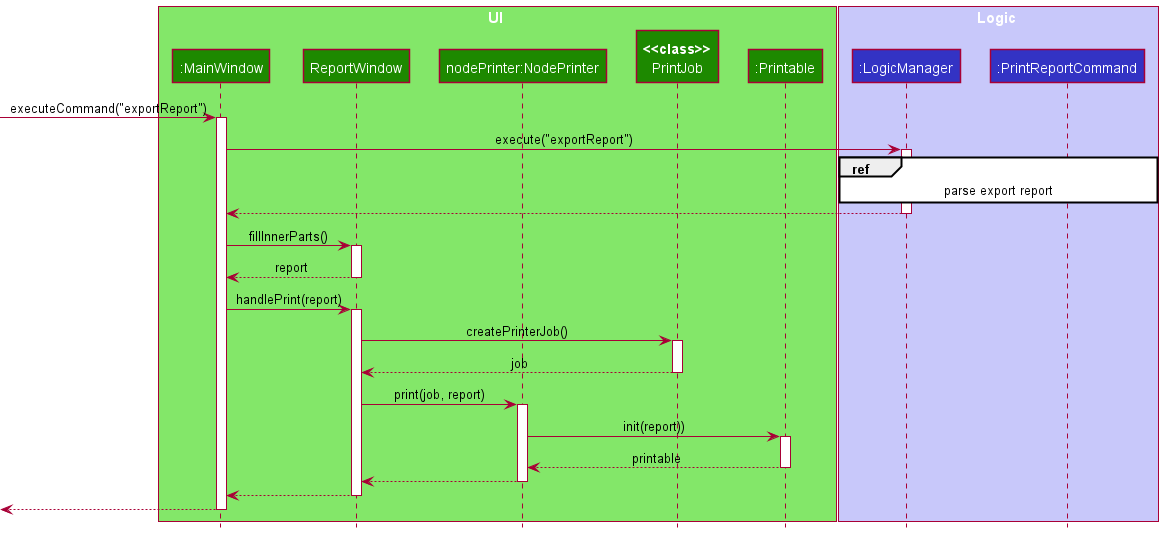 UI
Logic
<<class>>
:MainWindow
ReportWindow
nodePrinter:NodePrinter
PrintJob
:Printable
:LogicManager
:PrintReportCommand
executeCommand("exportReport")
execute("exportReport")
ref
parse export report
fillInnerParts()
report
handlePrint(report)
createPrinterJob()
job
print(job, report)
init(report))
printable